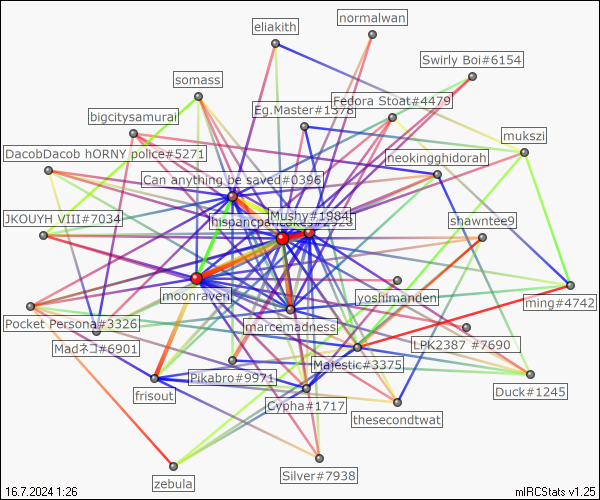 normalwan
eliakith
Swirly Boi#6154
somass
Fedora Stoat#4479
Eg.Master#1378
bigcitysamurai
mukszi
DacobDacob hORNY police#5271
neokingghidorah
Can anything be saved#0396
JKOUYH VIII#7034
Mushy#1984
shawntee9
moonraven
yoshimanden
ming#4742
Pocket Persona#3326
marcemadness
Madネコ#6901
LPK2387 #7690
Majestic#3375
Pikabro#9971
Duck#1245
frisout
Cypha#1717
thesecondtwat
Silver#7938
zebula
16.7.2024 1:26
mIRCStats v1.25